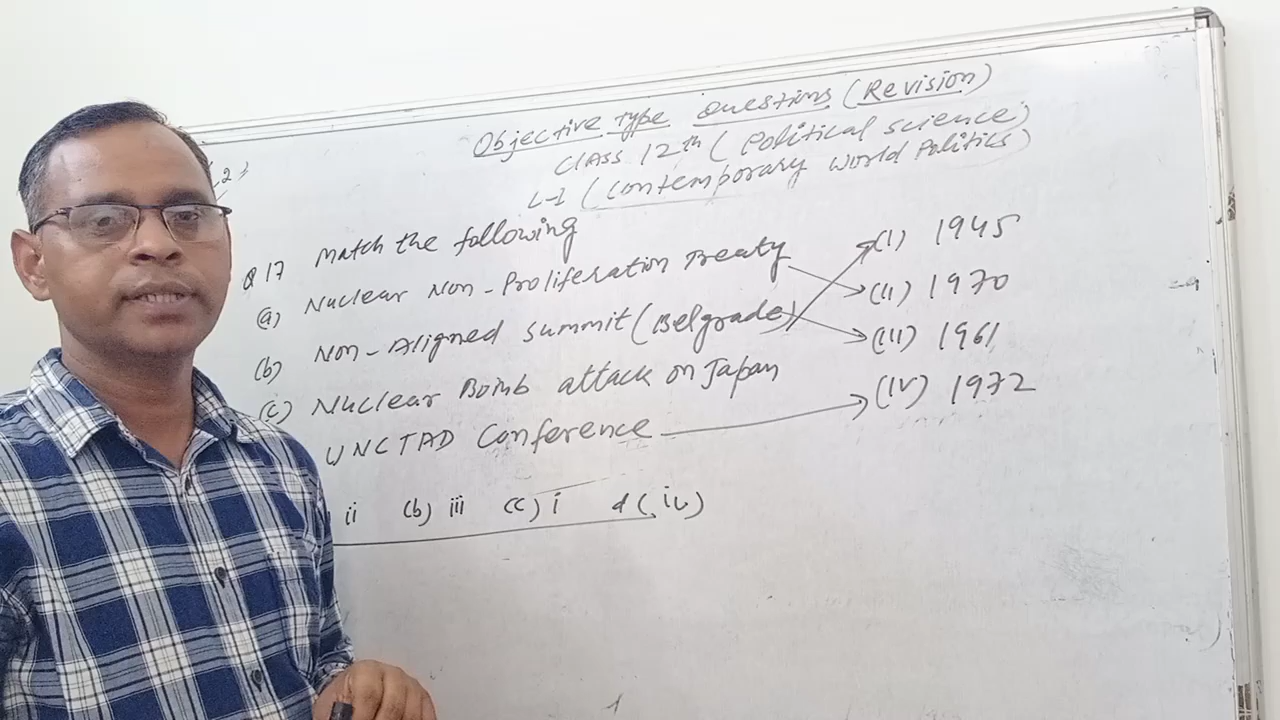 Objective Type Questions (Revision)
Class 12th (Political science)
L-1 (Contemporary World Politics)
Q 17 Match the following
(a) Nuclear Non-Proliferation Treaty (I) 1945
(b) Non-Aligned Summit (Belgrade) (II) 1970
(c) Nuclear Bomb attack on Japan (III) 1961
UNCTAD Conference (IV) 1972
ii (b) iii (c) i d (iv)